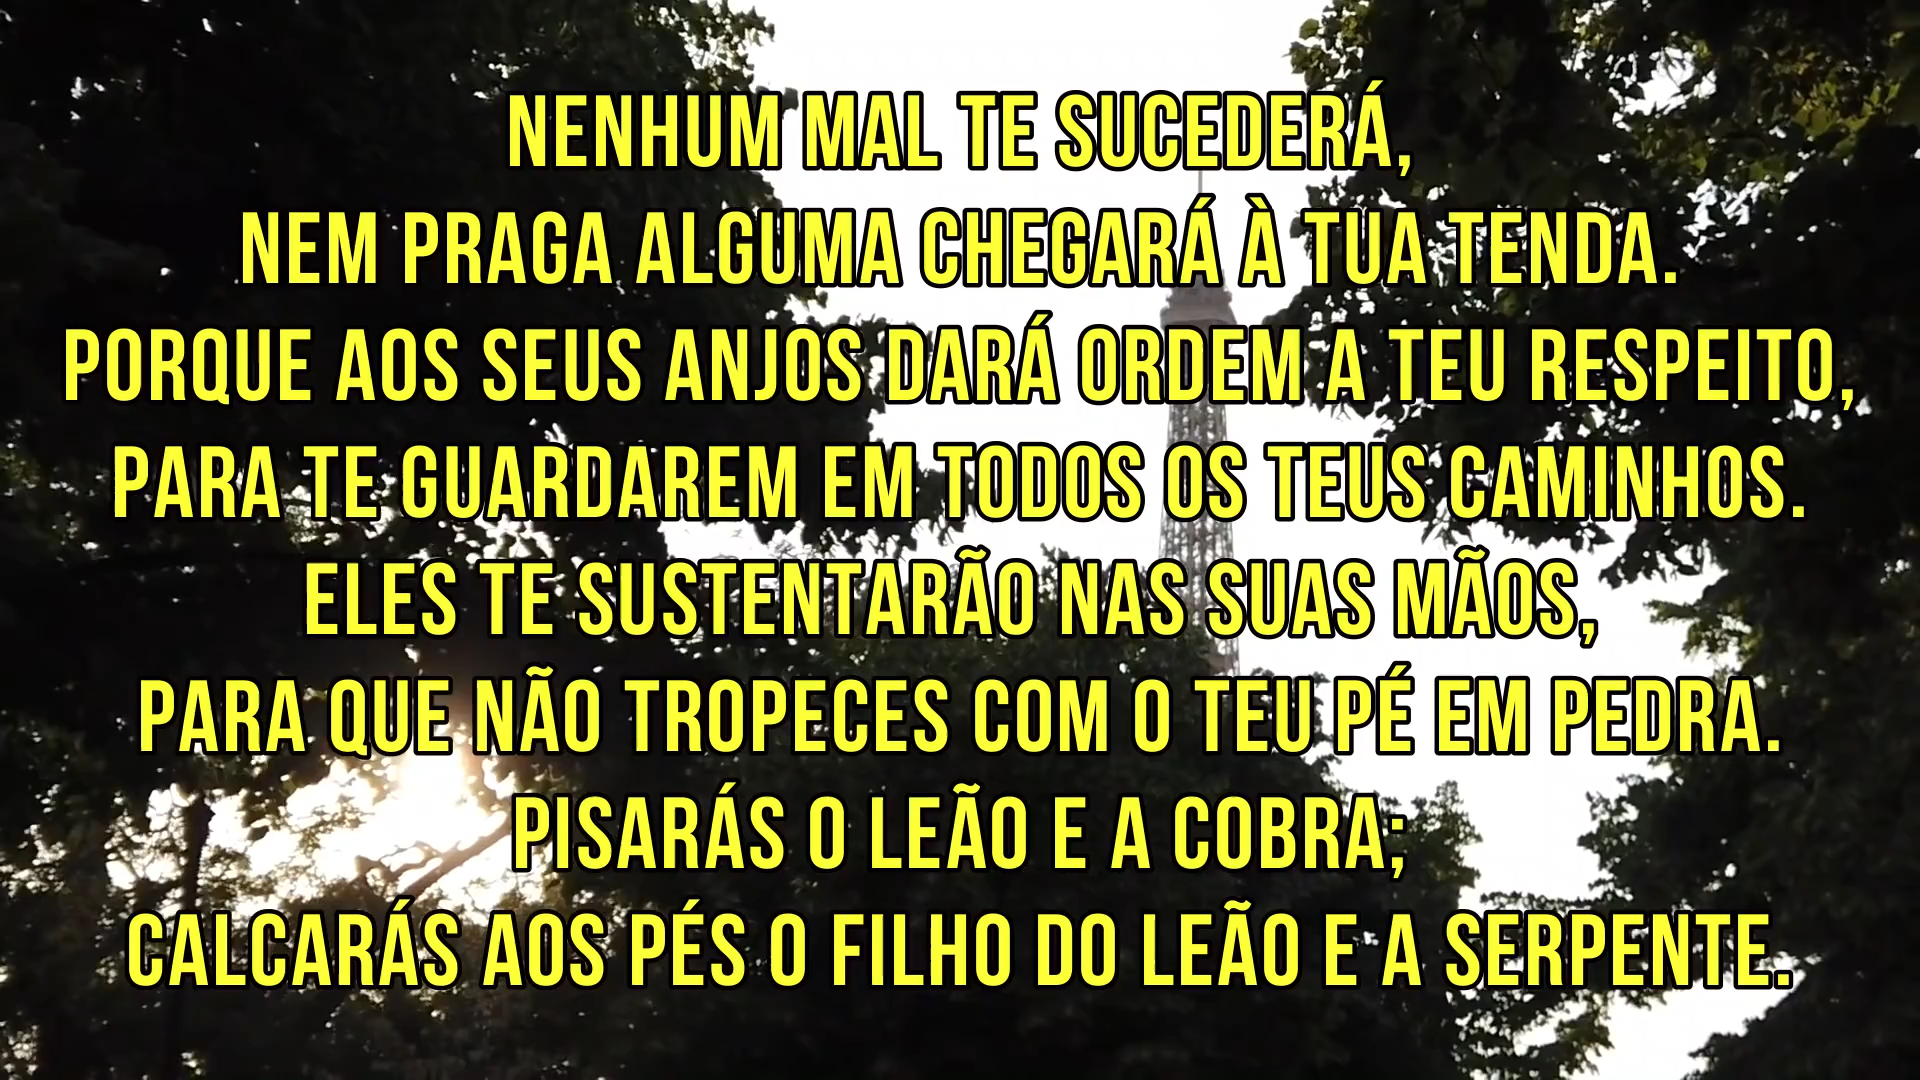 NENHUM MAL TE SUCEDERÁ,
NEM PRAGA ALGUMA CHEGARÁ À TUA TENDA.
PORQUE AOS SEUS ANJOS DARÁ ORDEM A TEU RESPEITO,
PARA TE GUARDAREM EM TODOS OS TEUS CAMINHOS.
ELES TE SUSTENTARÃO NAS SUAS MÃOS,
PARA QUE NÃO TROPECES COM O TEU PÉ EM PEDRA.
PISARÁS O LEÃO E A COBRA;
CALCARÁS AOS PÉS O FILHO DO LEÃO E A SERPENTE.